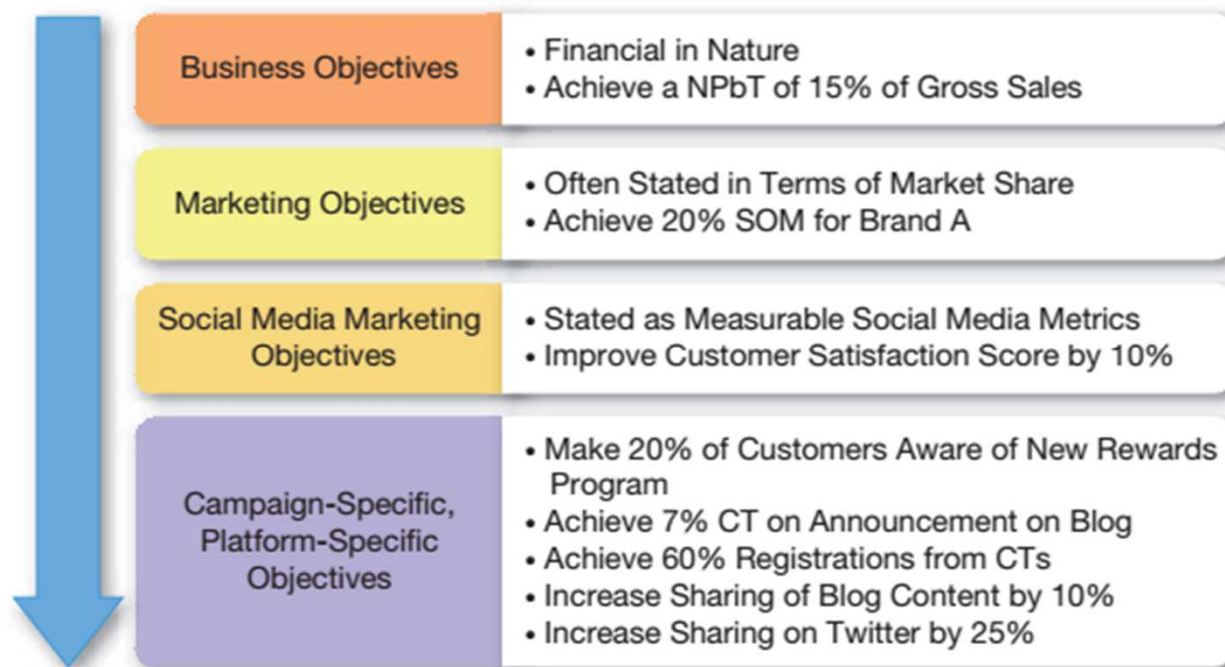 Business Objectives
• Financial in Nature
• Achieve a NPbT of 15% of Gross Sales
Marketing Objectives
• Often Stated in Terms of Market Share
• Achieve 20% SOM for Brand A
Social Media Marketing
Objectives
• Stated as Measurable Social Media Metrics
• Improve Customer Satisfaction Score by 10%
Campaign-Specific,
Platform-Specific
Objectives
• Make 20% of Customers Aware of New Rewards
Program
• Achieve 7% CT on Announcement on Blog
• Achieve 60% Registrations from CTs
• Increase Sharing of Blog Content by 10%
• Increase Sharing on Twitter by 25%